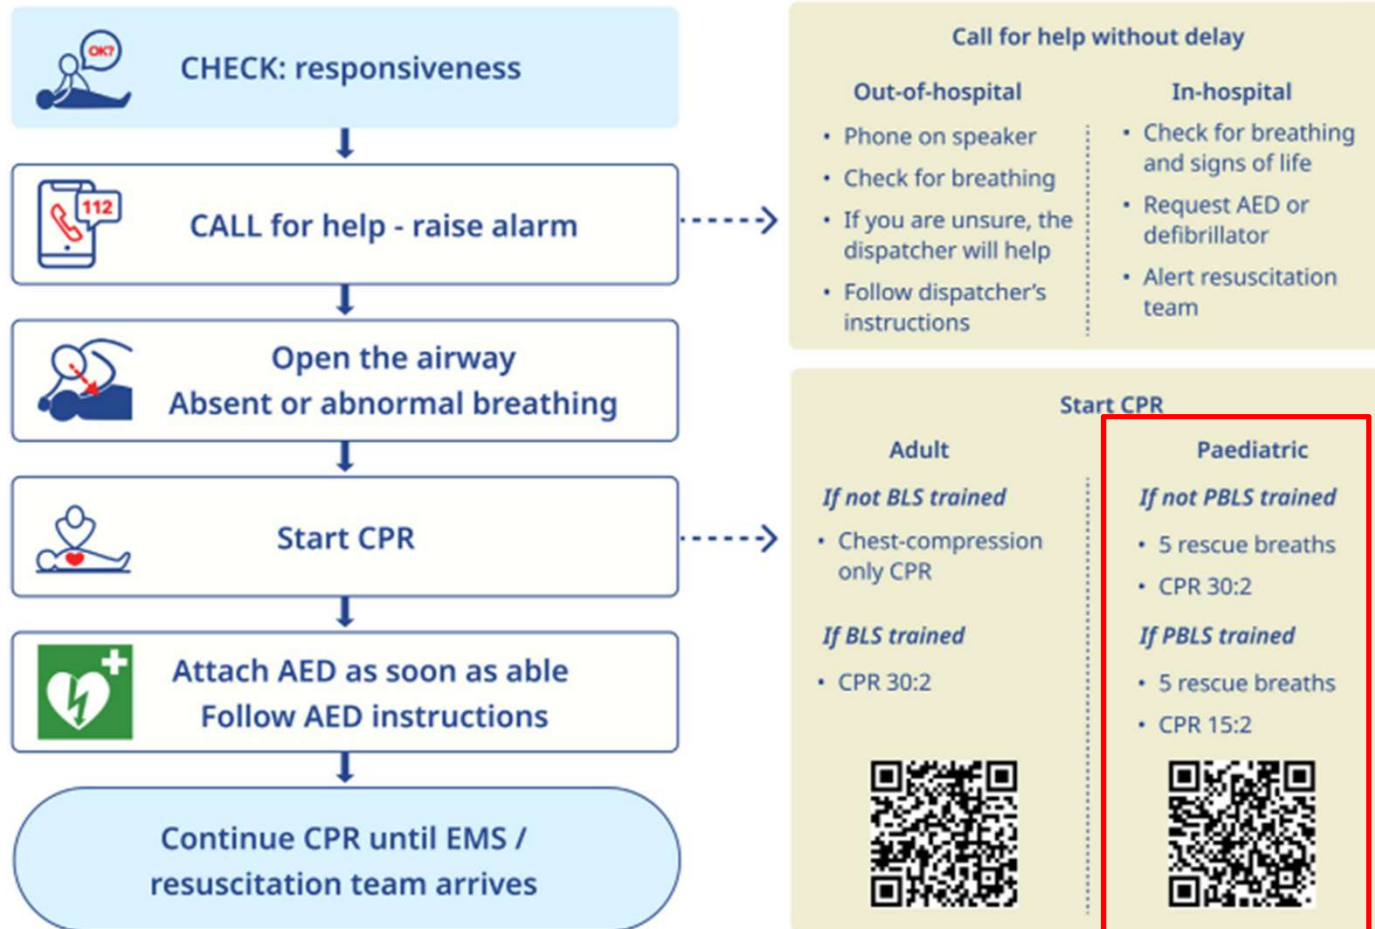 OK?
CHECK: responsiveness
112
CALL for help - raise alarm
Open the airway
Absent or abnormal breathing
Start CPR
Attach AED as soon as able
Follow AED instructions
Continue CPR until EMS /
resuscitation team arrives
Call for help without delay
Out-of-hospital
• Phone on speaker
• Check for breathing
• If you are unsure, the
dispatcher will help
• Follow dispatcher's
instructions
In-hospital
• Check for breathing
and signs of life
• Request AED or
defibrillator
• Alert resuscitation
team
Start CPR
Adult
If not BLS trained
• Chest-compression
only CPR
If BLS trained
• CPR 30:2
Paediatric
If not PBLS trained
• 5 rescue breaths
• CPR 30:2
If PBLS trained
• 5 rescue breaths
• CPR 15:2